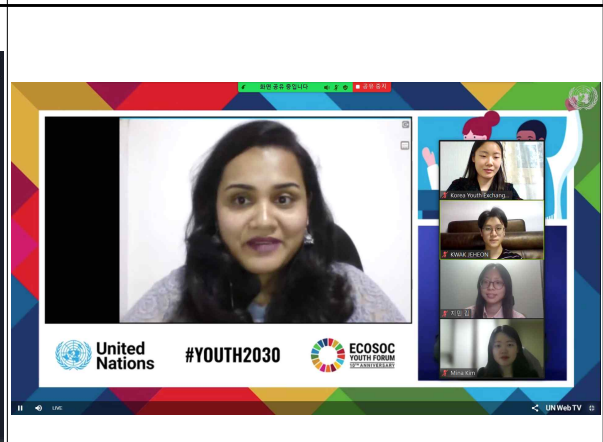 화면 공유 중입니다
공유 중지
Korea Youth Exchang...
KWAK JEHEON
지민 김
Mina Kim
United
Nations
#YOUTH2030
ECOSOC
YOUTH FORUM
10TH ANNIVERSARY
LIVE
UN Web TV